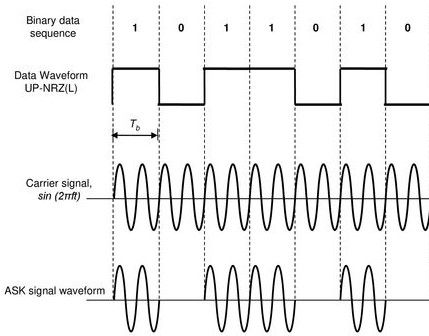 Binary data
sequence
1 0 1 1 0 1 0
Data Waveform
UP-NRZ(L)
T_b
Carrier signal,
sin (2πft)
ASK signal waveform